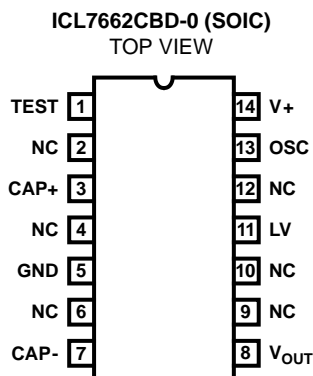 ICL7662CBD-0 (SOIC)
TOP VIEW
TEST 1 14 V+
NC 2 13 OSC
CAP+ 3 12 NC
NC 4 11 LV
GND 5 10 NC
NC 6 9 NC
CAP- 7 8 VOUT